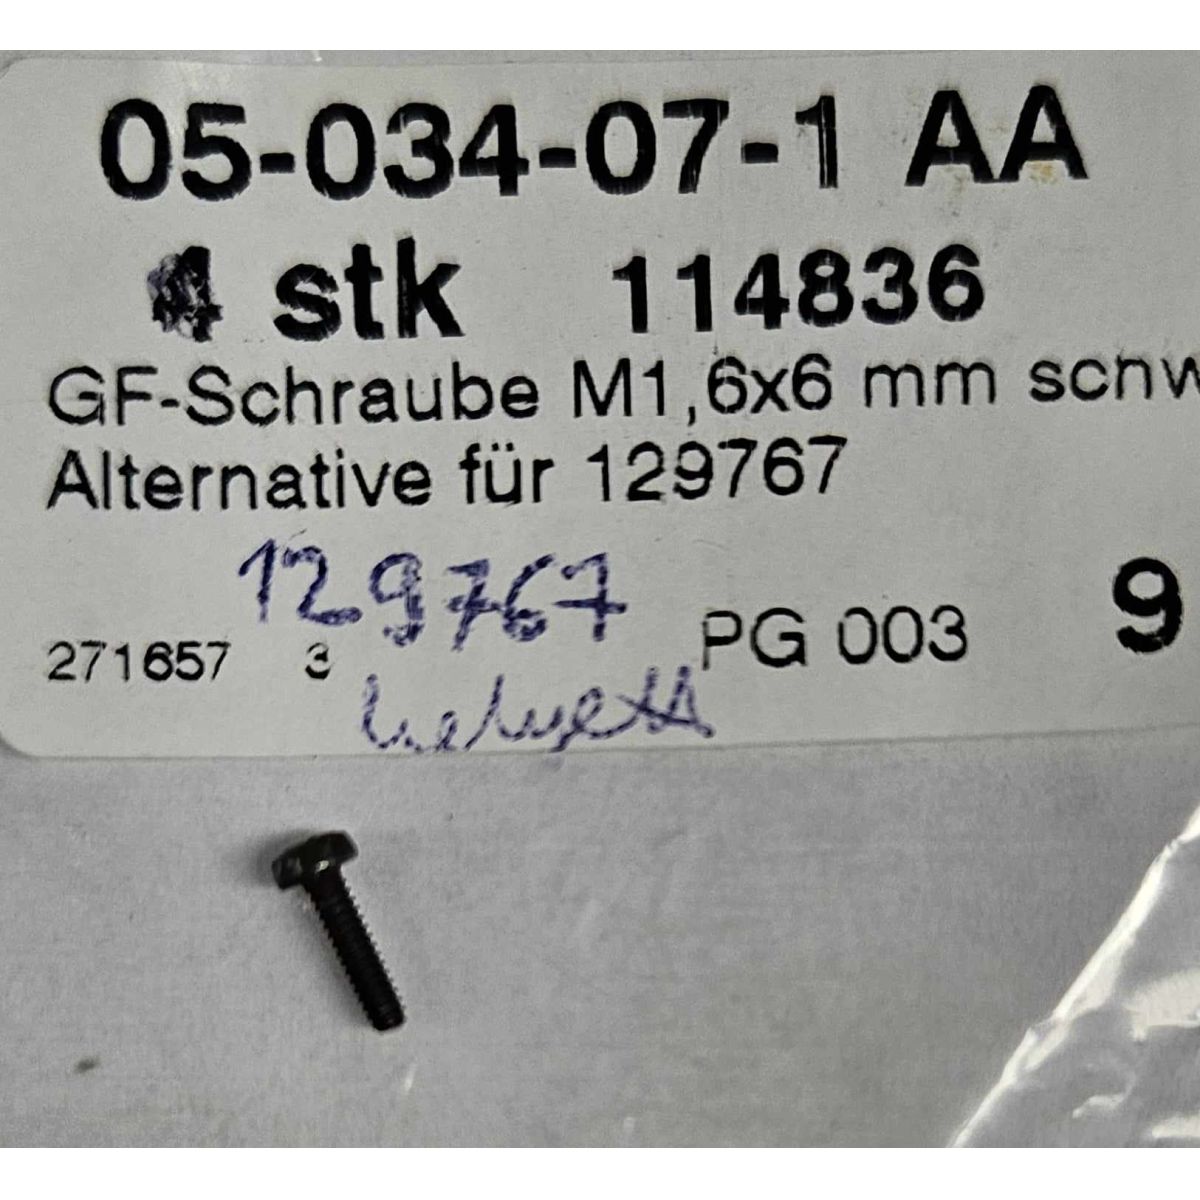 05-034-07-1 AA
4 stk 114836
GF-Schraube M1,6x6 mm schw
Alternative für 129767
129767
271657 3 PG 003 9